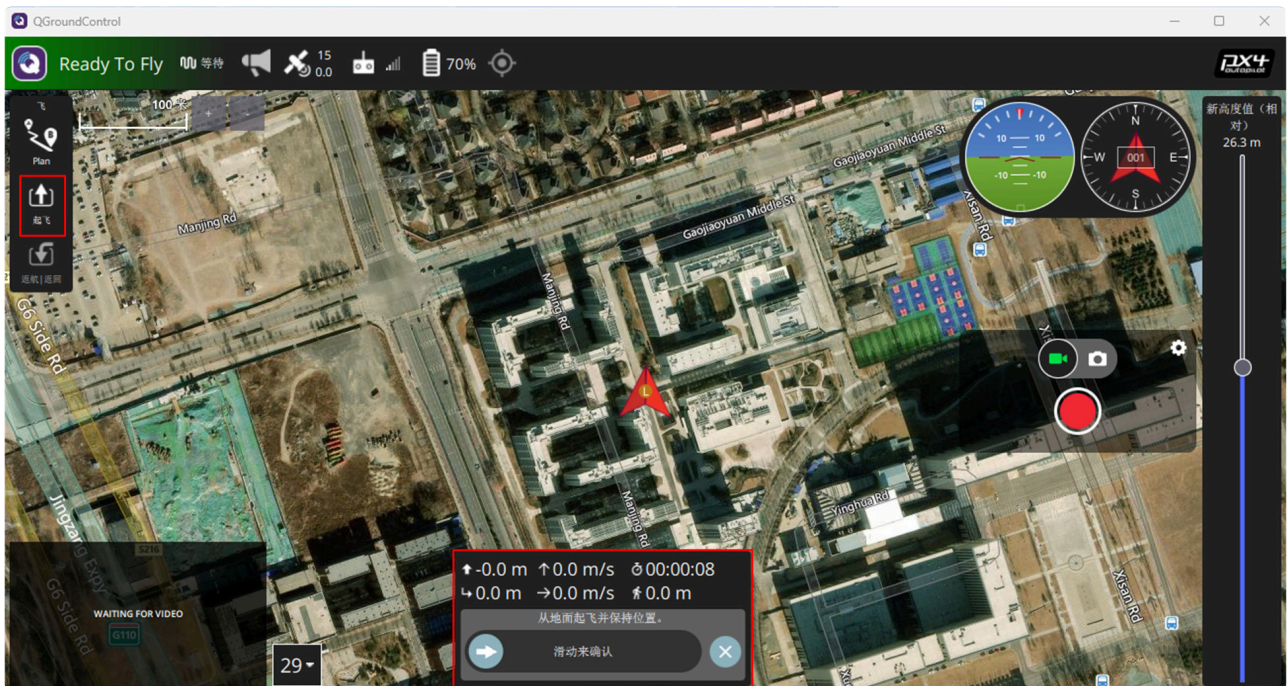 QGroundControl
Ready To Fly
等待
15
0.0
70%
px4
autopilot
飞
100 米
+
-
Plan
起飞
返航|返回
新高度值（相
对）
26.3 m
10
10
-10
-10
N
W
001
E
S
Manjing Rd
Gaojiaoyuan Middle St
Gaojiaoyuan Middle St
Xisan Rd
Manjing Rd
G6 Side Rd
L
Jingzang Expy
S216
G6 Side Rd
WAITING FOR VIDEO
G110
Manjing Rd
Yinghua Rd
Xisan Rd
29
-0.0 m
0.0 m/s
00:00:08
0.0 m
0.0 m/s
0.0 m
从地面起飞并保持位置。
滑动来确认